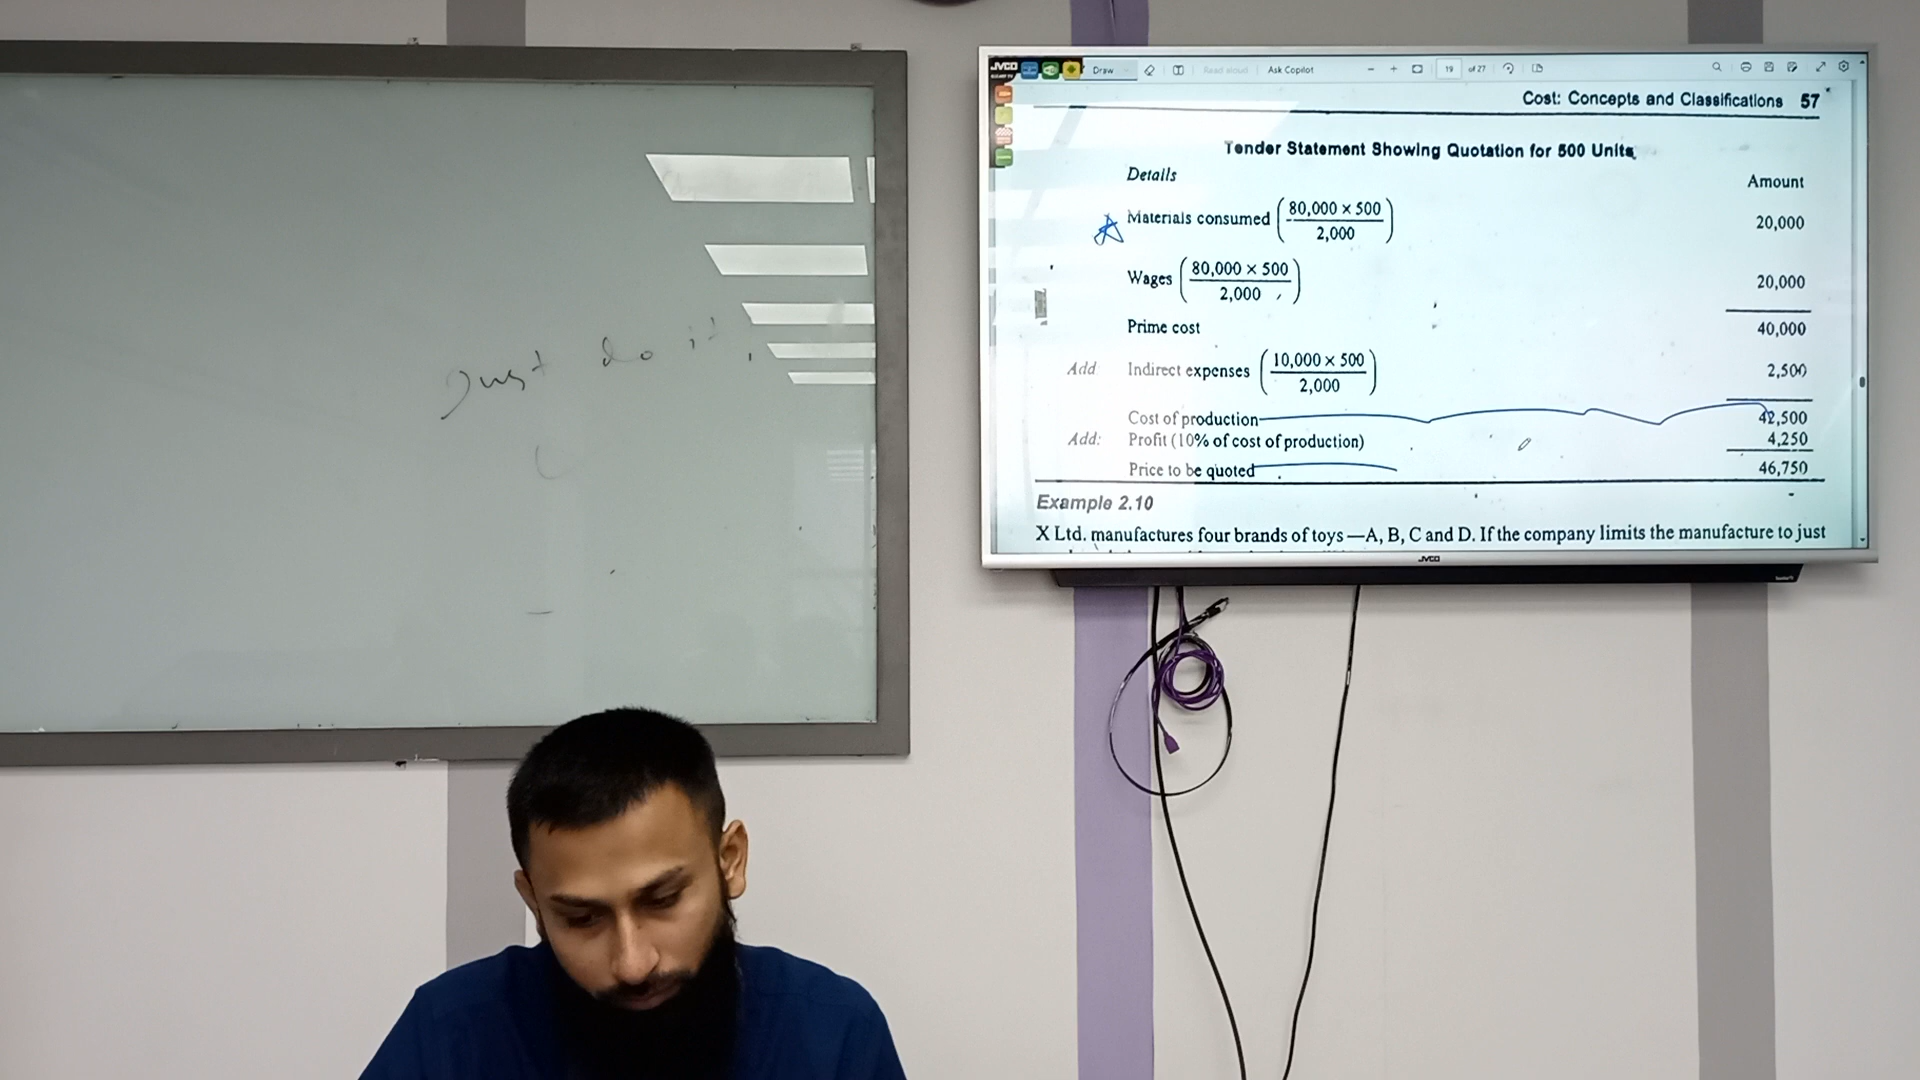 Just do it,
JVCO
Draw
Read aloud
Ask Copilot
19 of 27
Cost: Concepts and Classifications 57
Tender Statement Showing Quotation for 500 Units
Details Amount
Materials consumed (80,000 × 500 / 2,000) 20,000
Wages (80,000 × 500 / 2,000) 20,000
Prime cost 40,000
Add Indirect expenses (10,000 × 500 / 2,000) 2,500
Cost of production 42,500
Add: Profit (10% of cost of production) 4,250
Price to be quoted 46,750
Example 2.10
X Ltd. manufactures four brands of toys—A, B, C and D. If the company limits the manufacture to just
JVCO